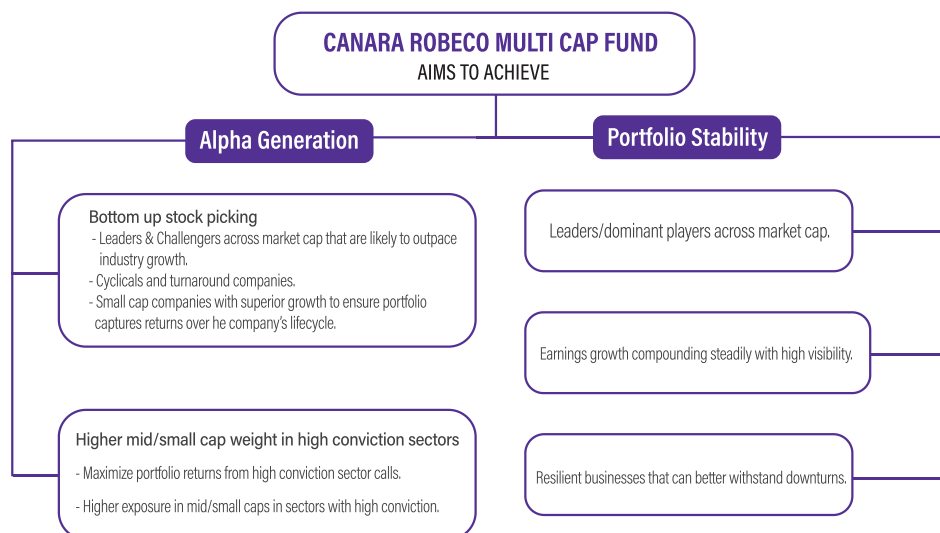 CANARA ROBECO MULTI CAP FUND
AIMS TO ACHIEVE
Alpha Generation
Bottom up stock picking
- Leaders & Challengers across market cap that are likely to outpace
industry growth.
- Cyclicals and turnaround companies.
- Small cap companies with superior growth to ensure portfolio
captures returns over he company's lifecycle.
Higher mid/small cap weight in high conviction sectors
- Maximize portfolio returns from high conviction sector calls.
- Higher exposure in mid/small caps in sectors with high conviction.
Portfolio Stability
Leaders/dominant players across market cap.
Earnings growth compounding steadily with high visibility.
Resilient businesses that can better withstand downturns.